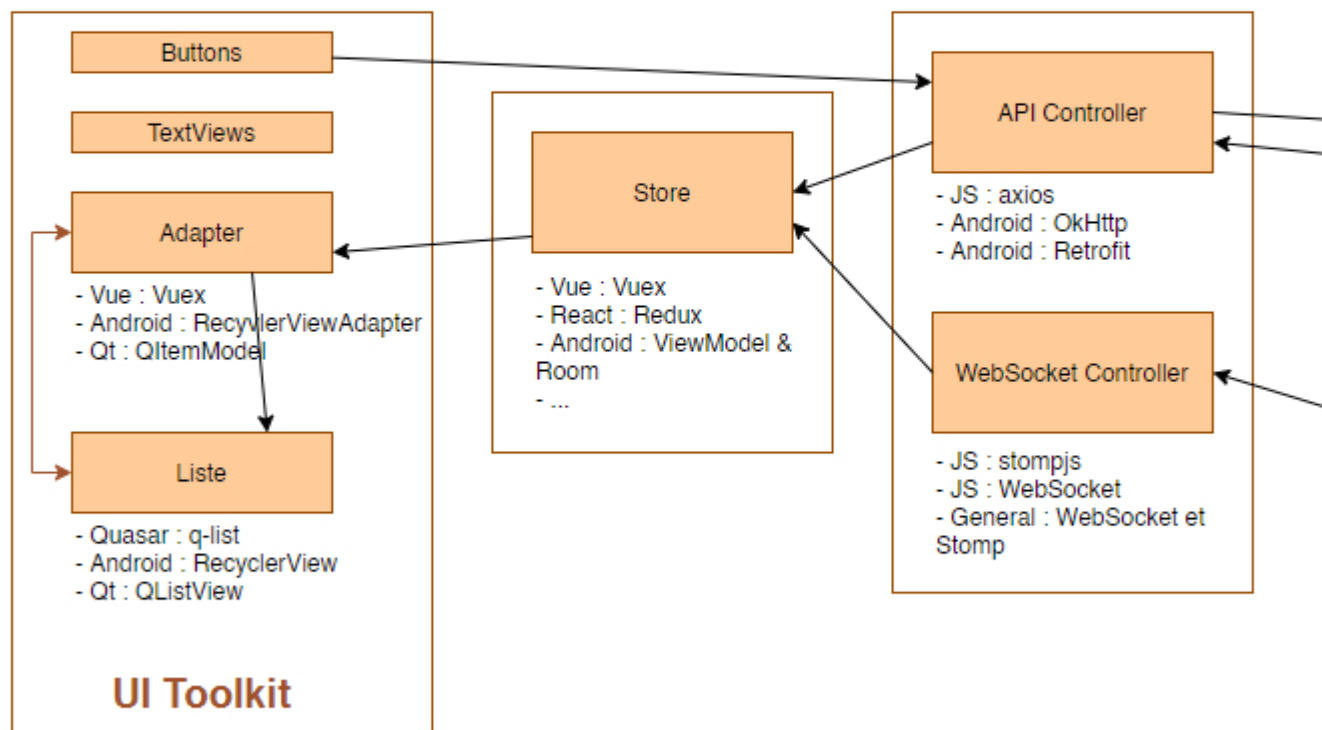 Buttons
TextViews
Adapter
- Vue : Vuex
- Android : RecyvlerViewAdapter
- Qt : QItemModel
Liste
- Quasar : q-list
- Android : RecyclerView
- Qt : QListView
UI Toolkit
Store
- Vue : Vuex
- React : Redux
- Android : ViewModel &
Room
- ...
API Controller
- JS : axios
- Android : OkHttp
- Android : Retrofit
WebSocket Controller
- JS : stompjs
- JS : WebSocket
- General : WebSocket et
Stomp